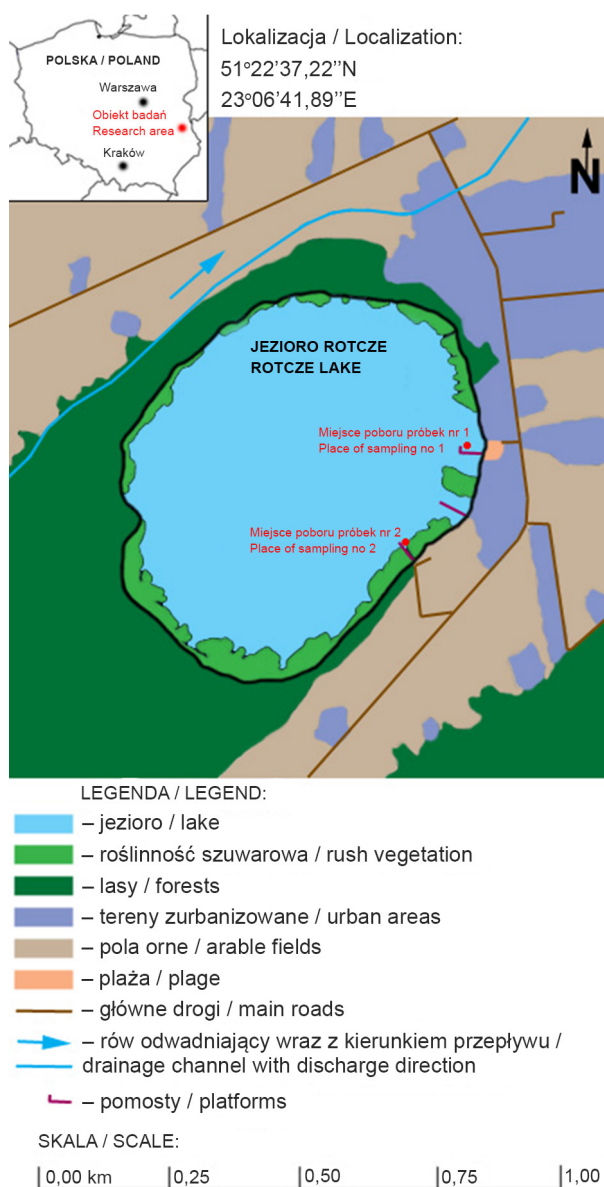 POLSKA / POLAND
Warszawa
Obiekt badań
Research area
Kraków
Lokalizacja / Localization:
51°22'37,22’’N
23°06'41,89’’E
N
JEZIORO ROTCZE
ROTCZE LAKE
Miejsce poboru próbek nr 1
Place of sampling no 1
Miejsce poboru próbek nr 2
Place of sampling no 2
LEGENDA / LEGEND:
– jezioro / lake
– roślinność szuwarowa / rush vegetation
– lasy / forests
– tereny zurbanizowane / urban areas
– pola orne / arable fields
– plaża / plage
– główne drogi / main roads
– rów odwadniający wraz z kierunkiem przepływu /
drainage channel with discharge direction
– pomosty / platforms
SKALA / SCALE:
0,00 km 0,25 0,50 0,75 1,00